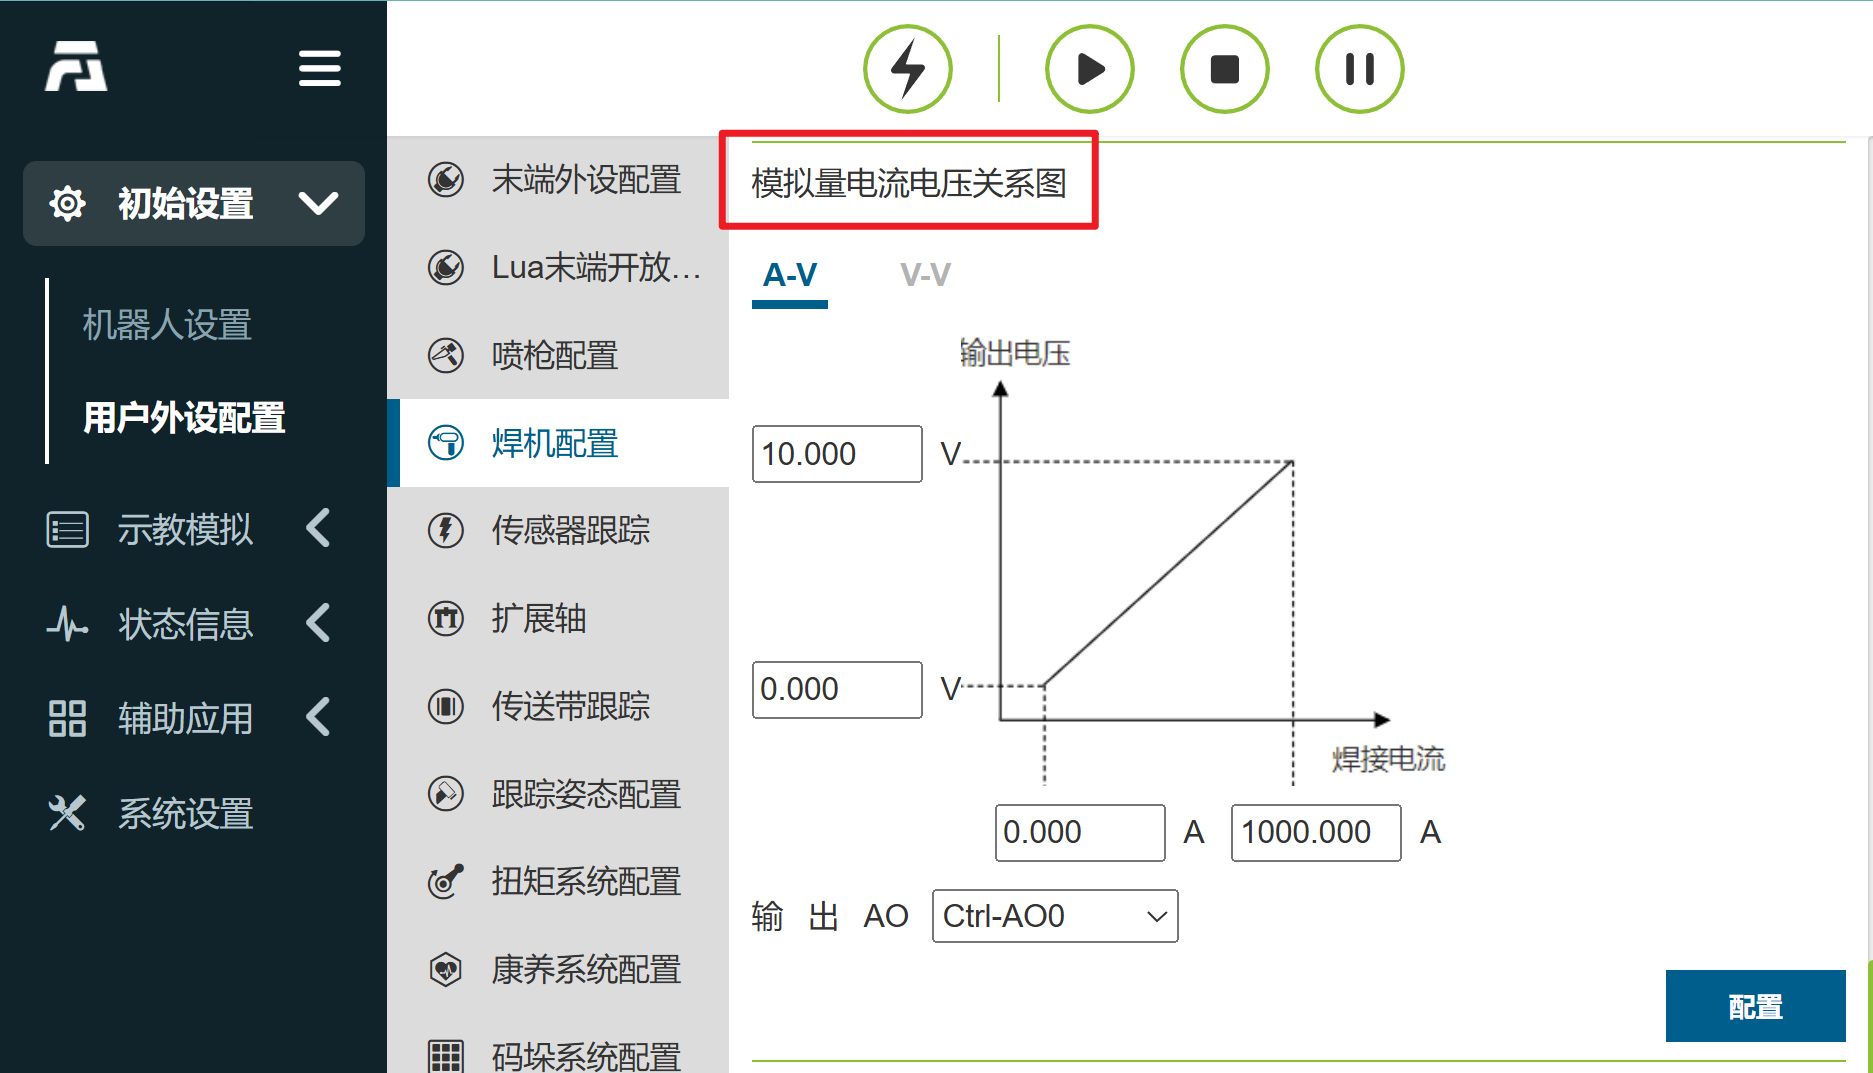 初始设置
机器人设置
用户外设配置
示教模拟
状态信息
辅助应用
系统设置
末端外设配置
Lua末端开放...
喷枪配置
焊机配置
传感器跟踪
扩展轴
传送带跟踪
跟踪姿态配置
扭矩系统配置
康养系统配置
码垛系统配置
模拟量电流电压关系图
A-V V-V
输出电压
10.000 V
0.000 V
焊接电流
0.000 A 1000.000 A
输 出 AO Ctrl-AO0
配置